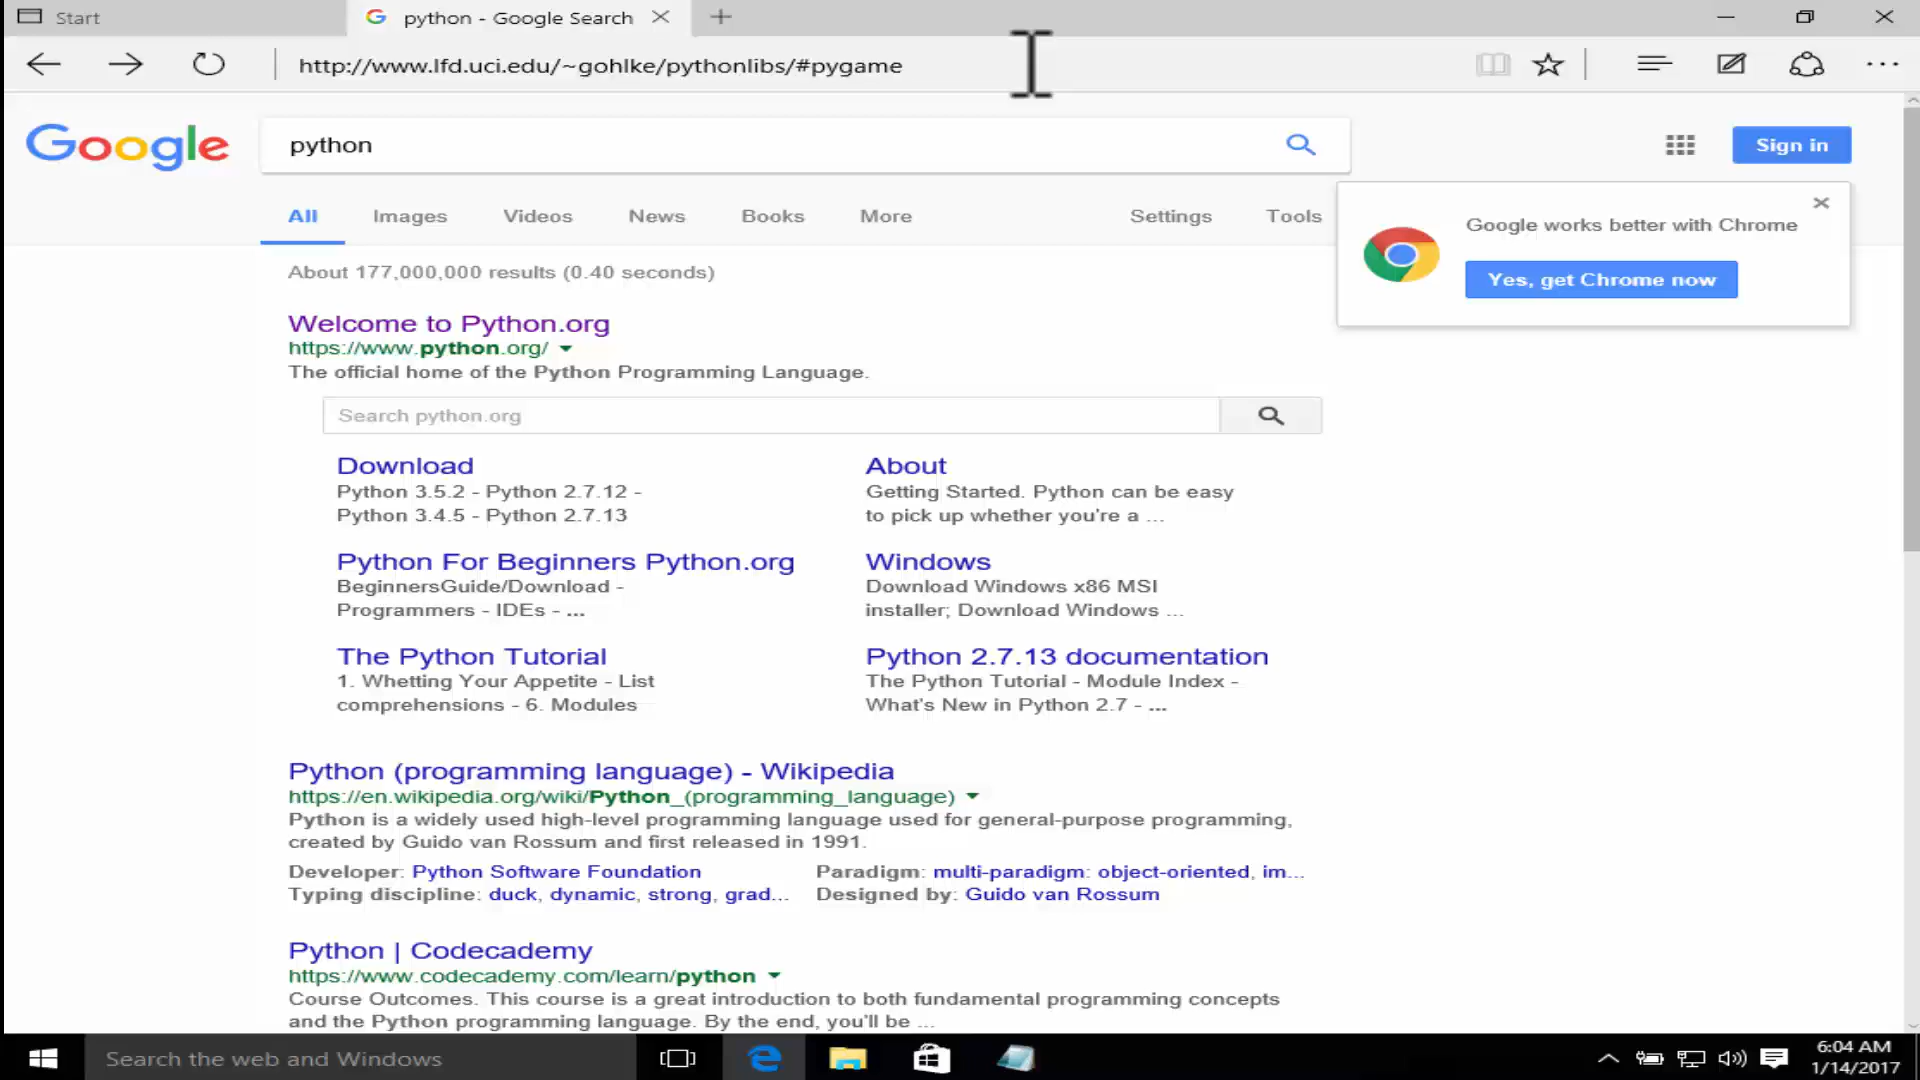 Start
python - Google Search
http://www.lfd.uci.edu/~gohlke/pythonlibs/#pygame
Google
python
Sign in
All Images Videos News Books More Settings Tools
Google works better with Chrome
Yes, get Chrome now
About 177,000,000 results (0.40 seconds)
Welcome to Python.org
https://www.python.org/
The official home of the Python Programming Language.
Search python.org
Download
Python 3.5.2 - Python 2.7.12 -
Python 3.4.5 - Python 2.7.13
About
Getting Started. Python can be easy
to pick up whether you're a ...
Python For Beginners Python.org
BeginnersGuide/Download -
Programmers - IDEs - ...
Windows
Download Windows x86 MSI
installer; Download Windows ...
The Python Tutorial
1. Whetting Your Appetite - List
comprehensions - 6. Modules
Python 2.7.13 documentation
The Python Tutorial - Module Index -
What's New in Python 2.7 - ...
Python (programming language) - Wikipedia
https://en.wikipedia.org/wiki/Python_(programming_language)
Python is a widely used high-level programming language used for general-purpose programming,
created by Guido van Rossum and first released in 1991.
Developer: Python Software Foundation Paradigm: multi-paradigm: object-oriented, im...
Typing discipline: duck, dynamic, strong, grad... Designed by: Guido van Rossum
Python | Codecademy
https://www.codecademy.com/learn/python
Course Outcomes. This course is a great introduction to both fundamental programming concepts
and the Python programming language. By the end, you'll be ...
Search the web and Windows
6:04 AM
1/14/2017